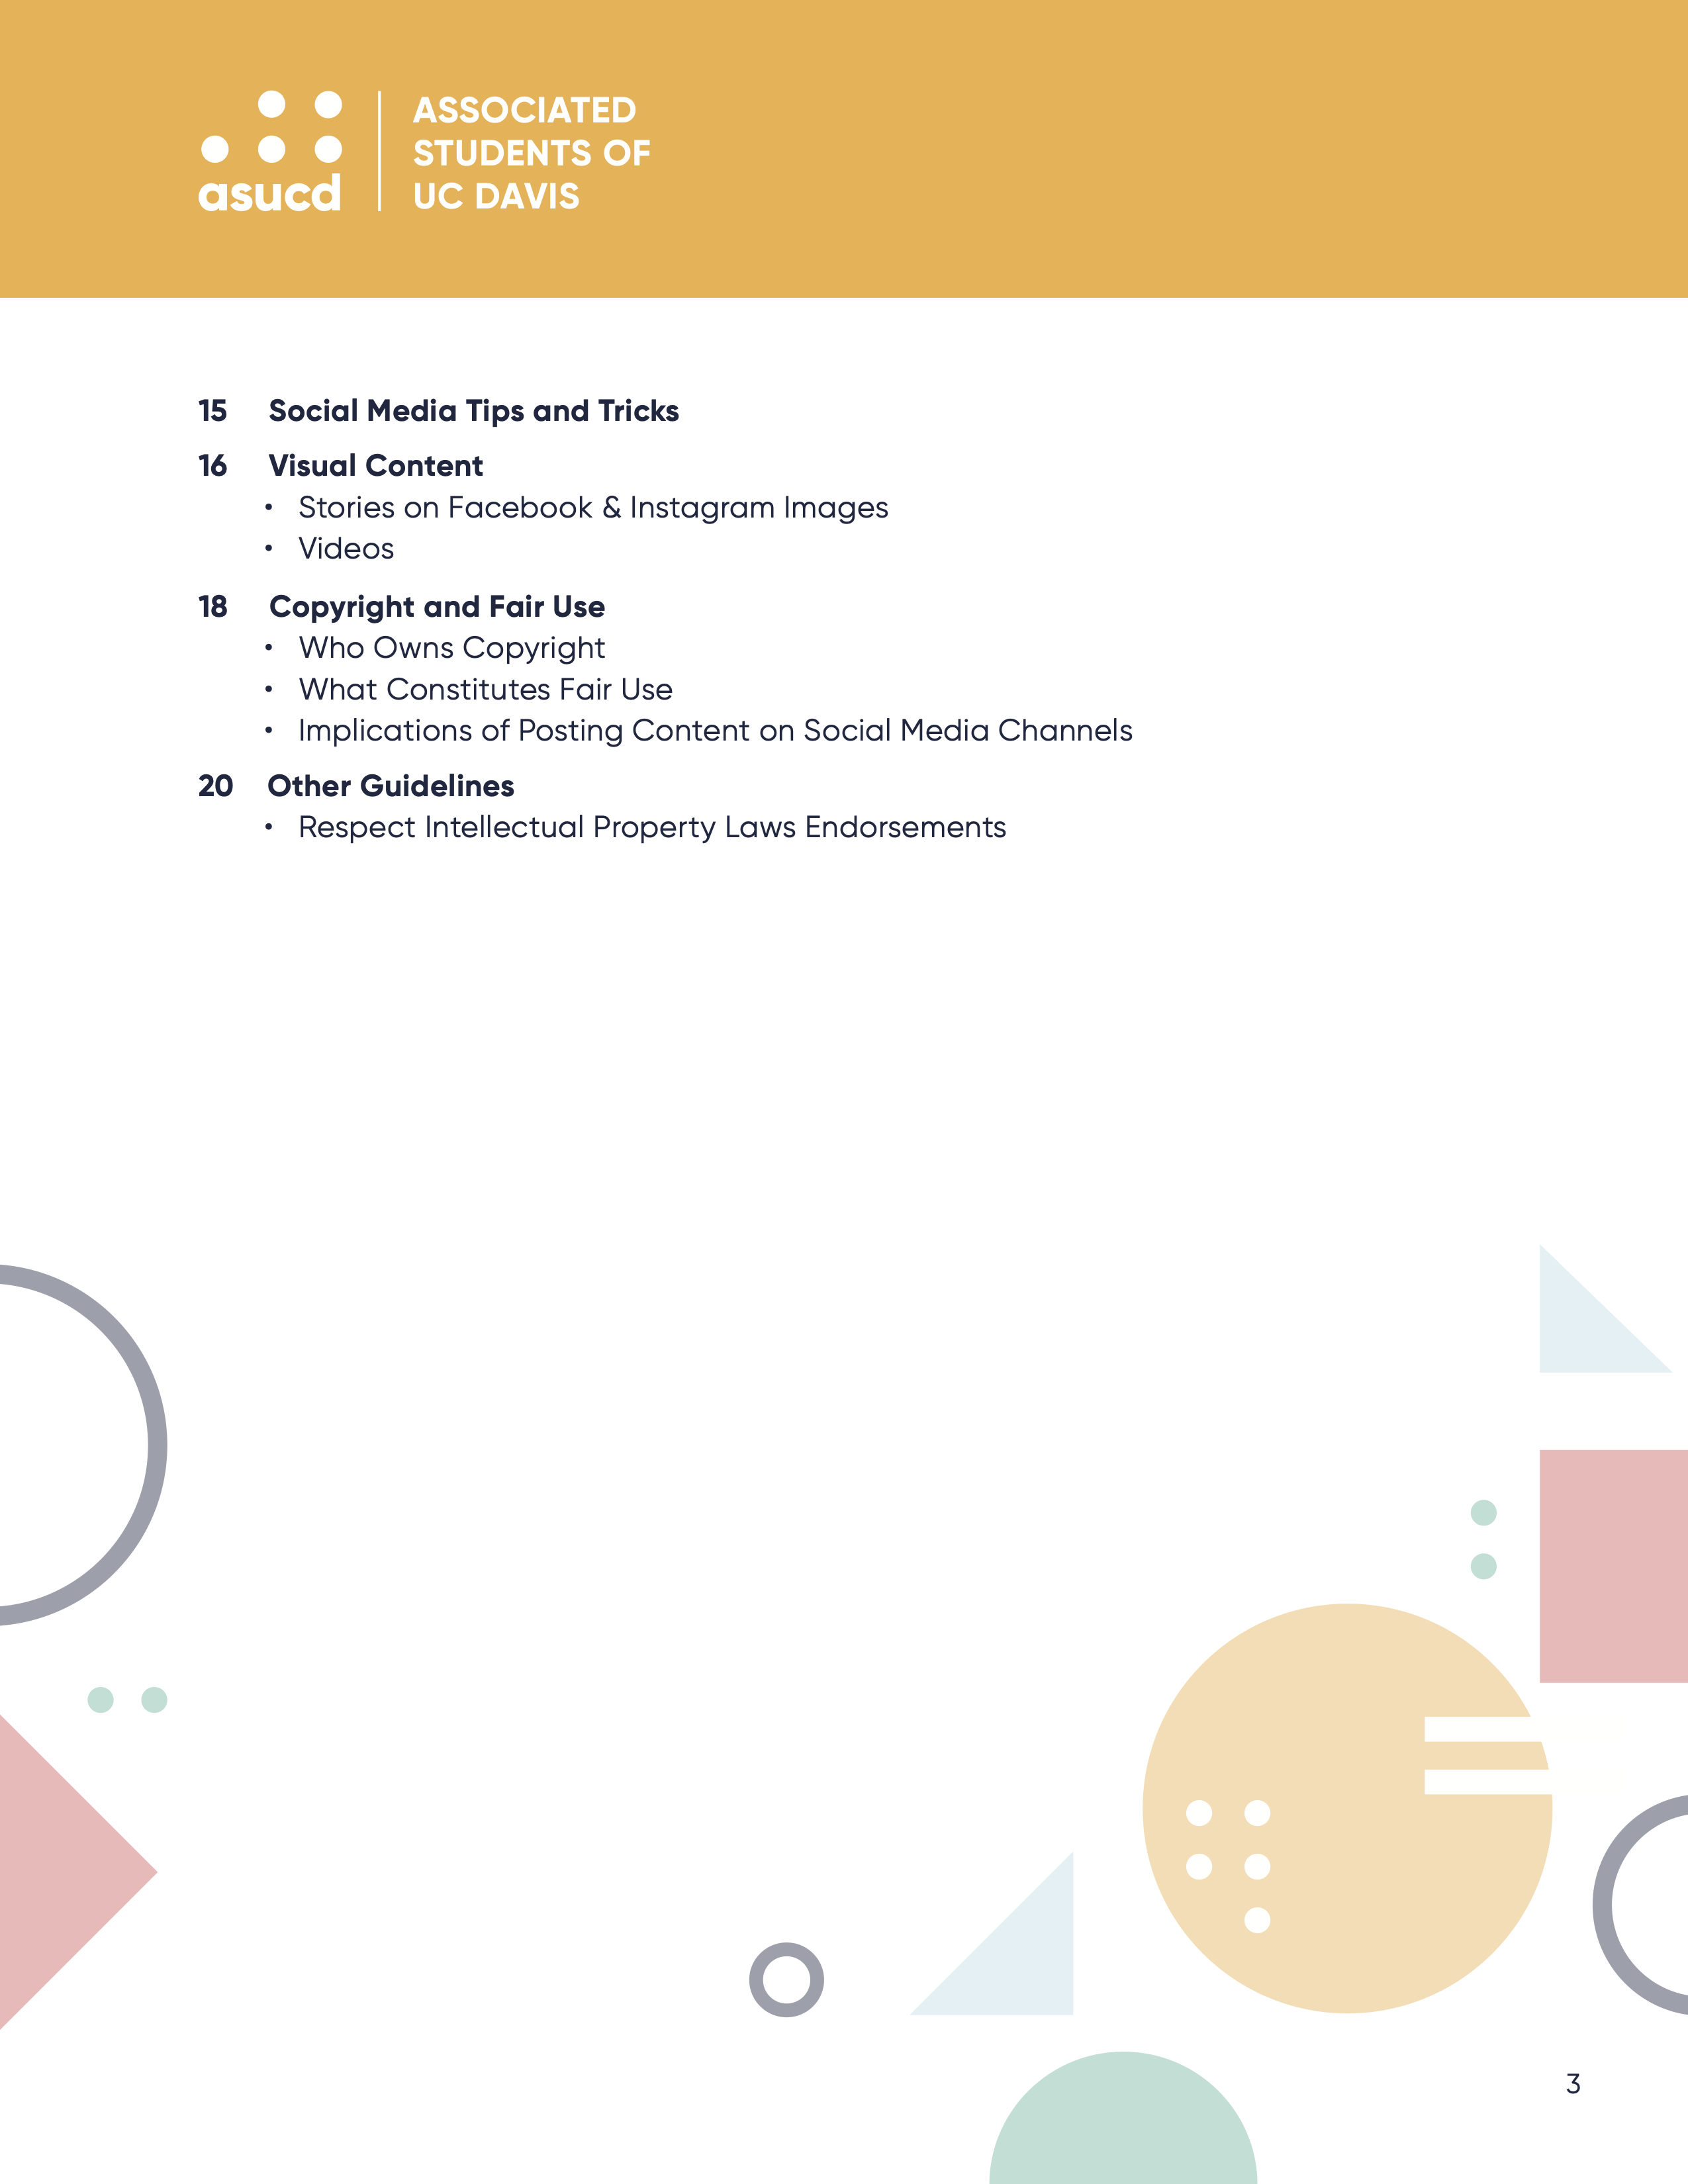 asucd
ASSOCIATED
STUDENTS OF
UC DAVIS
15 Social Media Tips and Tricks
16 Visual Content
• Stories on Facebook & Instagram Images
• Videos
18 Copyright and Fair Use
• Who Owns Copyright
• What Constitutes Fair Use
• Implications of Posting Content on Social Media Channels
20 Other Guidelines
• Respect Intellectual Property Laws Endorsements
3